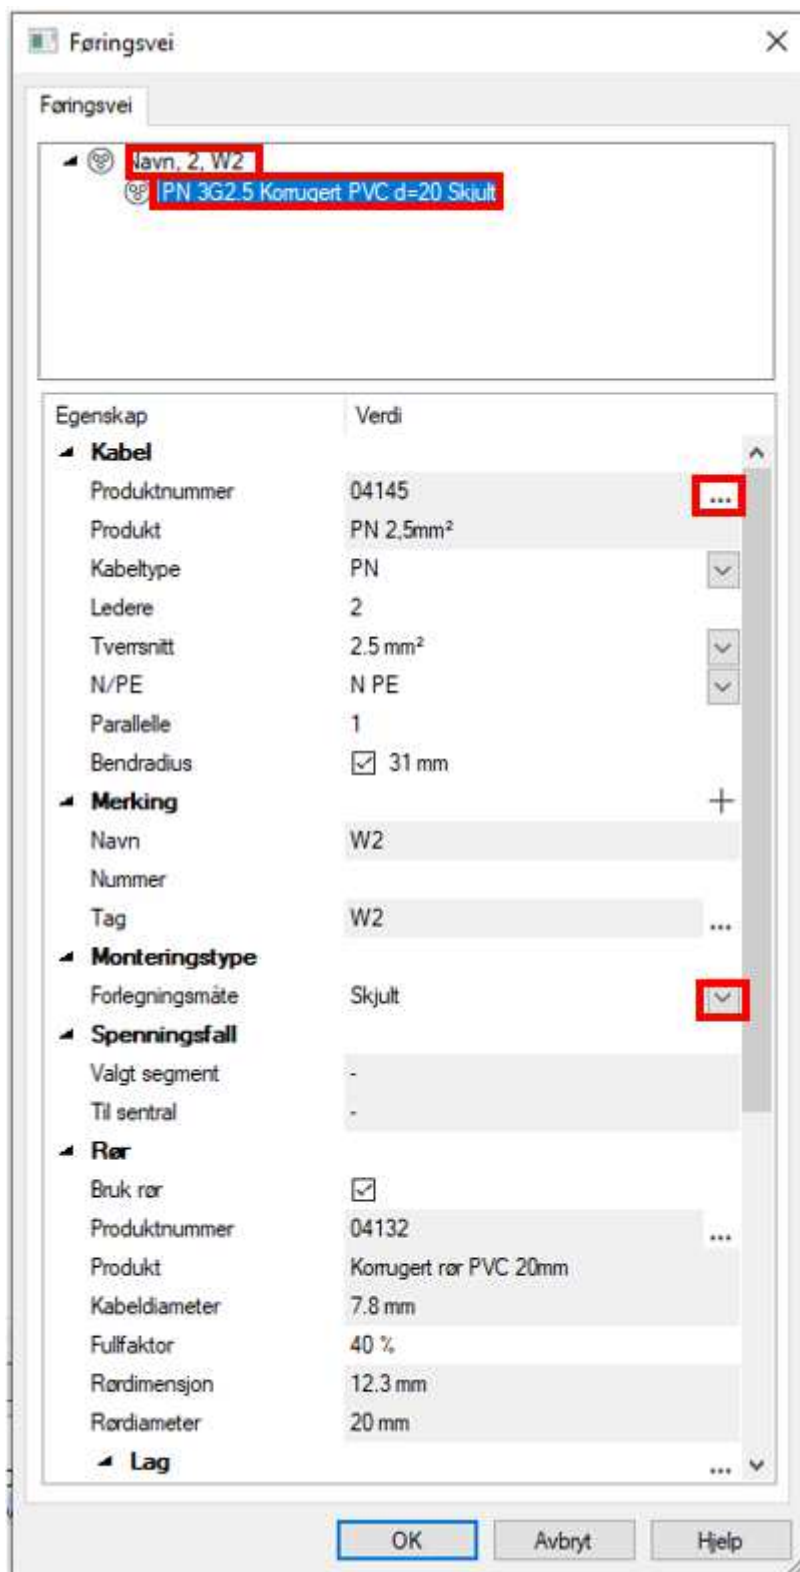 Føringsvei
Føringsvei
Navn, 2, W2
PN 3G2.5 Korrugert PVC d=20 Skjult
Egenskap Verdi
Kabel
Produktnummer 04145 ...
Produkt PN 2,5mm²
Kabeltype PN
Ledere 2
Tverrsnitt 2.5 mm²
N/PE N PE
Parallelle 1
Bendradius 31 mm
Merking +
Navn W2
Nummer
Tag W2 ...
Monteringstype
Forlegningsmåte Skjult
Spenningsfall
Valgt segment -
Til sentral -
Rør
Bruk rør
Produktnummer 04132 ...
Produkt Korrugert rør PVC 20mm
Kabeldiameter 7.8 mm
Fullfaktor 40 %
Rørdimensjon 12.3 mm
Rørdiameter 20 mm
Lag ...
OK Avbryt Hjelp